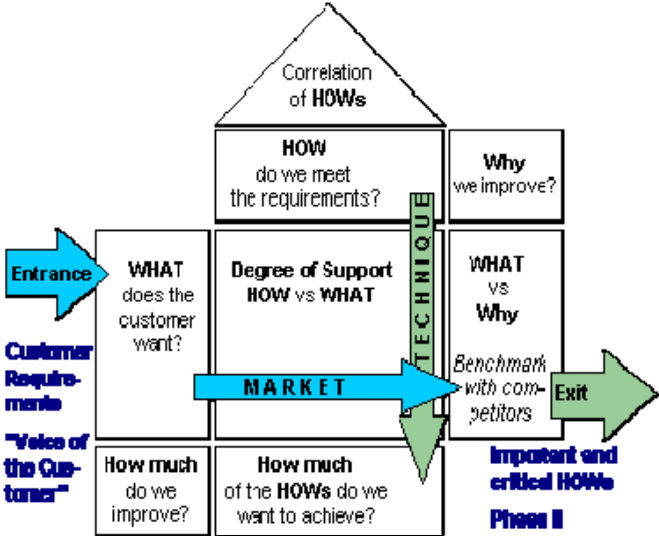 Correlation
of HOWs
HOW
do we meet
the requirements?
Why
we improve?
Entrance
WHAT
does the
customer
want?
Degree of Support
HOW vs WHAT
TECHNIQUE
WHAT
vs
Why
Benchmark
with com-
petitors
MARKET
Exit
Customer
Require-
ments
"Voice of
the Cus-
tomer"
How much
do we
improve?
How much
of the HOWs do we
want to achieve?
Important and
critical HOWs
Phase II